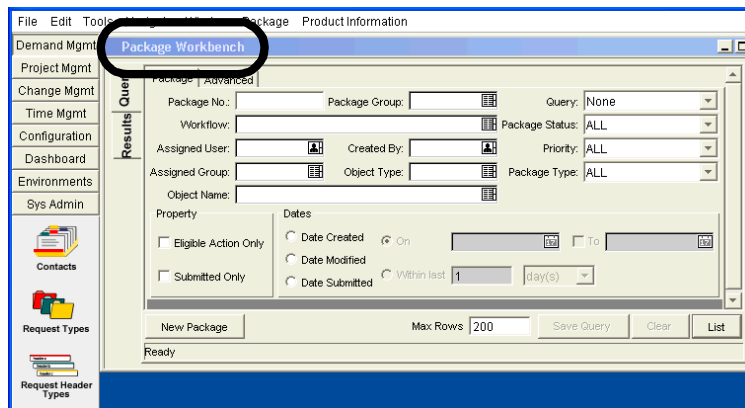 File Edit Tools Package Product Information
Demand Mgmt
Package Workbench
Project Mgmt
Change Mgmt
Time Mgmt
Configuration
Dashboard
Environments
Sys Admin
Contacts
Request Types
Request Header
Types
Query
Results
Package Advanced
Package No.: Package Group: Query: None
Workflow: Package Status: ALL
Assigned User: Created By: Priority: ALL
Assigned Group: Object Type: Package Type: ALL
Object Name:
Property Dates
Eligible Action Only
Submitted Only
Date Created On To
Date Modified
Date Submitted Within last 1 day(s)
New Package Max Rows 200 Save Query Clear List
Ready